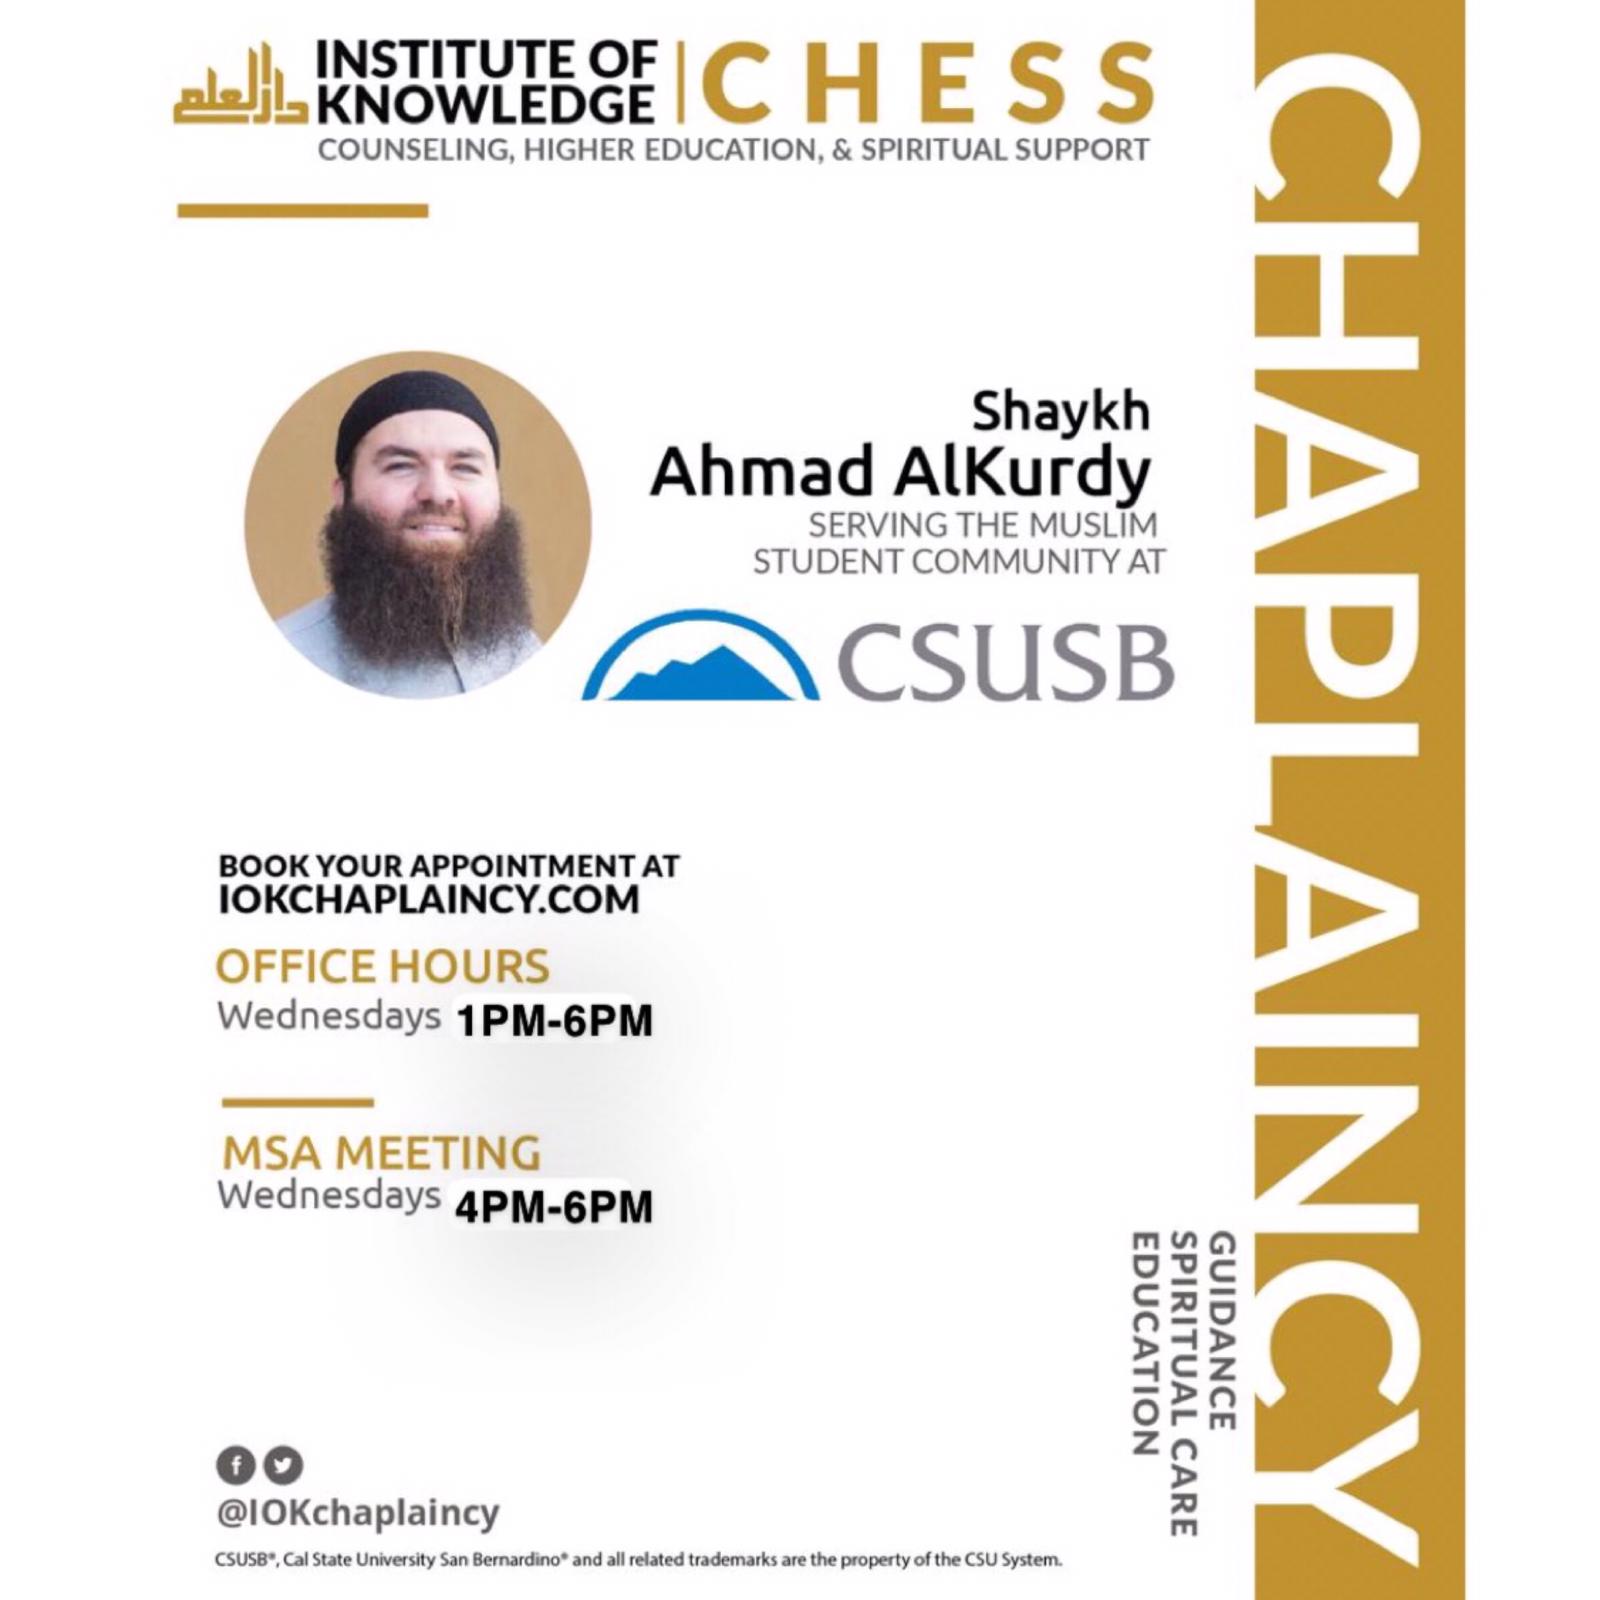 دار العلم
INSTITUTE OF
KNOWLEDGE
CHESS
COUNSELING, HIGHER EDUCATION, & SPIRITUAL SUPPORT
Shaykh
Ahmad AlKurdy
SERVING THE MUSLIM
STUDENT COMMUNITY AT
CSUSB
BOOK YOUR APPOINTMENT AT
IOKCHAPLAINCY.COM
OFFICE HOURS
Wednesdays 1PM-6PM
MSA MEETING
Wednesdays 4PM-6PM
@IOKchaplaincy
CSUSB®, Cal State University San Bernardino® and all related trademarks are the property of the CSU System.
CHAPLAINCY
GUIDANCE
SPIRITUAL CARE
EDUCATION